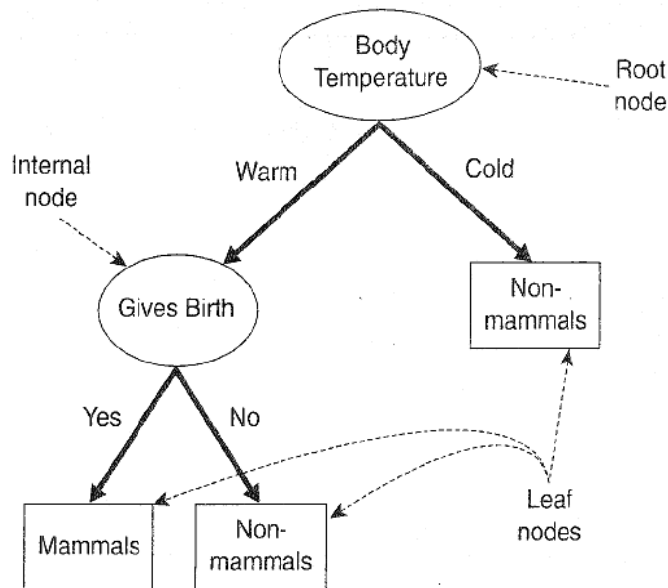 Body
Temperature
Root
node
Internal
node
Warm
Cold
Gives Birth
Non-
mammals
Yes
No
Mammals
Non-
mammals
Leaf
nodes